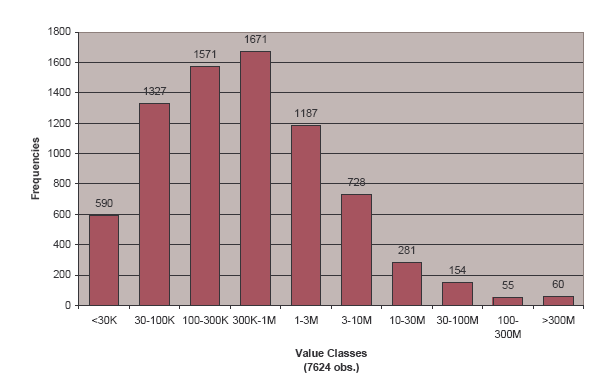 1800
1600
1400
1200
1000
800
600
400
200
0
Frequencies
590
1327
1571
1671
1187
728
281
154
55
60
<30K
30-100K
100-300K
300K-1M
1-3M
3-10M
10-30M
30-100M
100-
300M
>300M
Value Classes
(7624 obs.)